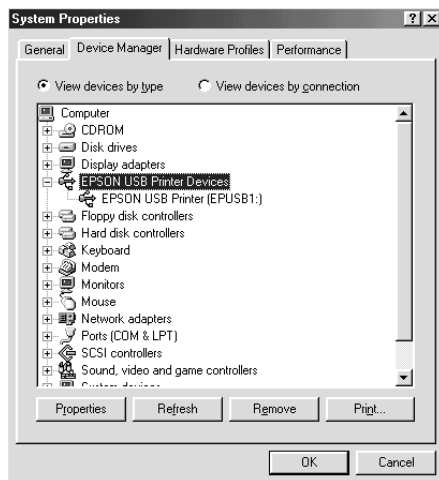 System Properties
General Device Manager Hardware Profiles Performance
View devices by type View devices by connection
Computer
CDROM
Disk drives
Display adapters
EPSON USB Printer Devices
EPSON USB Printer (EPUSB1:)
Floppy disk controllers
Hard disk controllers
Keyboard
Modem
Monitors
Mouse
Network adapters
Ports (COM & LPT)
SCSI controllers
Sound, video and game controllers
System devices
Properties Refresh Remove Print...
OK Cancel